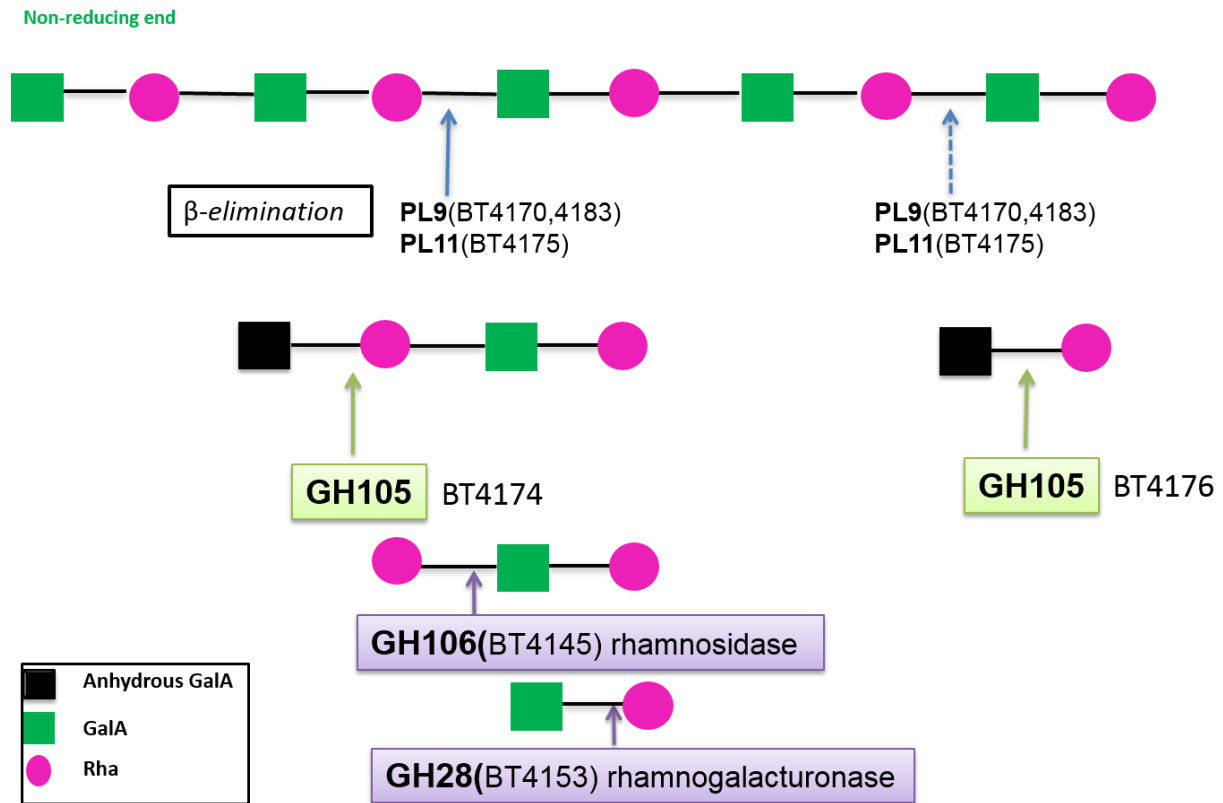 Non-reducing end
β-elimination
PL9(BT4170,4183)
PL11(BT4175)
PL9(BT4170,4183)
PL11(BT4175)
GH105 BT4174
GH105 BT4176
GH106(BT4145) rhamnosidase
GH28(BT4153) rhamnogalacturonase
Anhydrous GalA
GalA
Rha